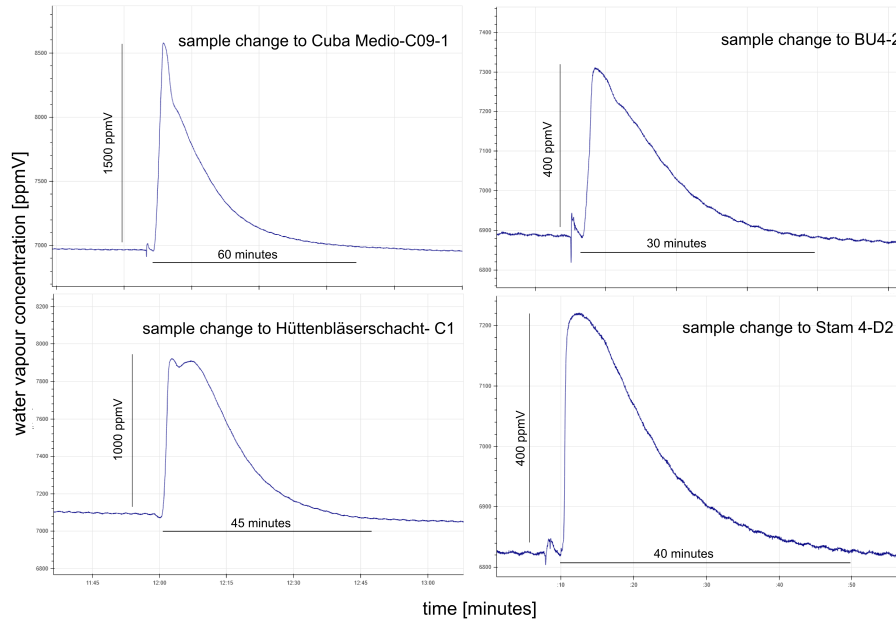 sample change to Cuba Medio-C09-1
8500
8000
7500
7000
1500 ppmV
60 minutes
sample change to BU4-2
7400
7300
7200
7100
7000
6900
6800
400 ppmV
30 minutes
water vapour concentration [ppmV]
sample change to Hüttenbläserschacht- C1
8200
8000
7800
7600
7400
7200
7000
6800
1000 ppmV
45 minutes
11:45
12:00
12:15
12:30
12:45
13:00
sample change to Stam 4-D2
7200
7100
7000
6900
6800
400 ppmV
40 minutes
:10
:20
:30
:40
:50
time [minutes]